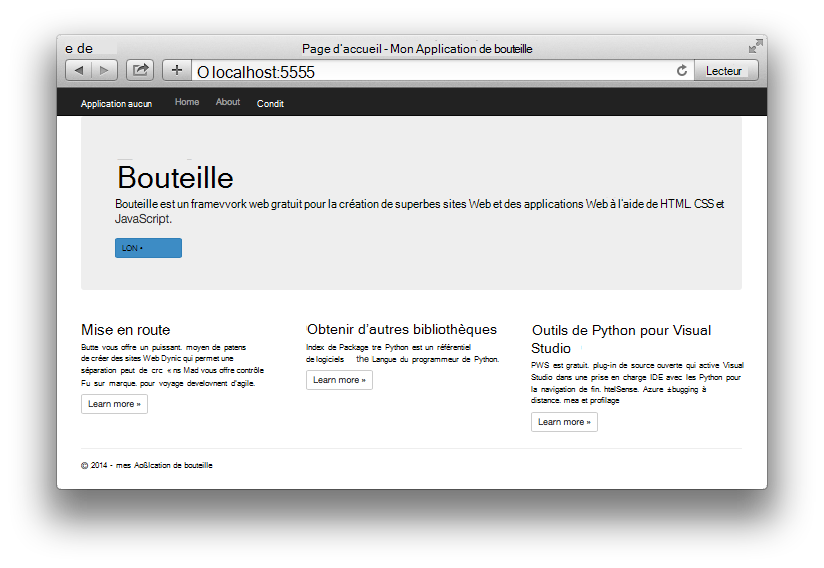 e de
Page d'accueil - Mon Application de bouteille
O localhost:5555
Lecteur
Application aucun
Home
About
Condit
Bouteille
Bouteille est un framevvork web gratuit pour la création de superbes sites Web et des applications Web à l'aide de HTML CSS et
JavaScript.
LON •
Mise en route
Butte vous offre un puissant. moyen de patens
de créer des sites Web Dynic qui permet une
séparation peut de crc « ns Mad vous offre contrôle
Fu sur marque. pour voyage develovnent d'agile.
Learn more »
Obtenir d'autres bibliothèques
Index de Package tre Python est un référentiel
de logiciels the Langue du programmeur de Python.
Learn more »
Outils de Python pour Visual
Studio
PWS est gratuit. plug-in de source ouverte qui active Visual
Studio dans une prise en charge IDE avec les Python pour
la navigation de fin. htelSense. Azure ±bugging à
distance. mea et profilage
Learn more »
© 2014 - mes Aoßlcation de bouteille